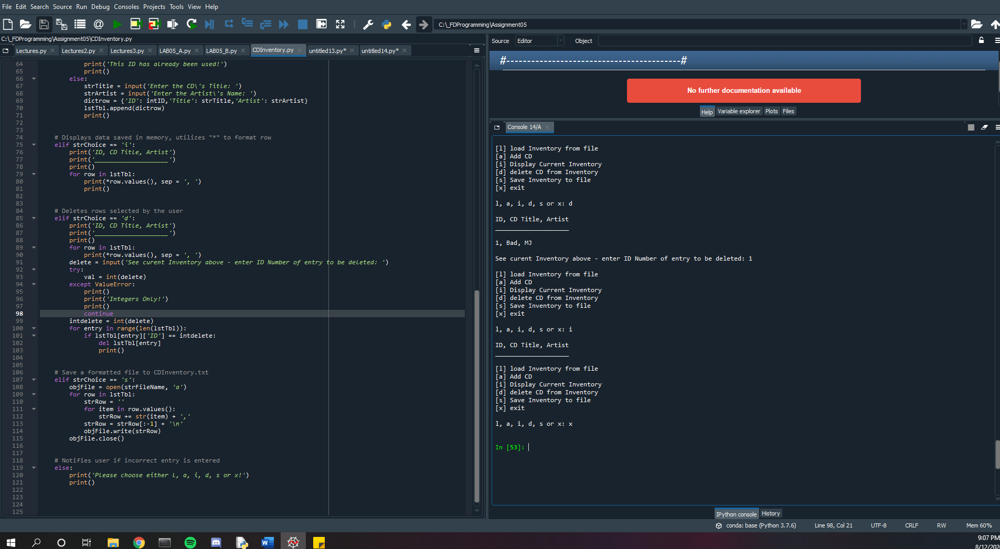 File Edit Search Source Run Debug Consoles Projects Tools View Help
C:\_FDProgramming\Assignment05
C:\_FDProgramming\Assignment05\CDInventory.py
Lectures.py Lectures2.py Lectures3.py LAB05_A.py LAB05_B.py CDInventory.py untitled13.py* untitled14.py*
64 print('This ID has already been used!')
65 print()
66 else:
67 strTitle = input('Enter the CD\'s Title: ')
68 strArtist = input('Enter the Artist\'s Name: ')
69 dictrow = {'ID': intID,'Title': strTitle,'Artist': strArtist}
70 lstTbl.append(dictrow)
71 print()
72
73
74 # Displays data saved in memory, utilizes "*" to format row
75 elif strChoice == 'i':
76 print('ID, CD Title, Artist')
77 print('____________________')
78 print()
79 for row in lstTbl:
80 print(*row.values(), sep = ', ')
81 print()
82
83
84 # Deletes rows selected by the user
85 elif strChoice == 'd':
86 print('ID, CD Title, Artist')
87 print('____________________')
88 print()
89 for row in lstTbl:
90 print(*row.values(), sep = ', ')
91 delete = input('See curent Inventory above - enter ID Number of entry to be deleted: ')
92 try:
93 val = int(delete)
94 except ValueError:
95 print()
96 print('Integers Only!')
97 print()
98 continue
99 intdelete = int(delete)
100 for entry in range(len(lstTbl)):
101 if lstTbl[entry]['ID'] == intdelete:
102 del lstTbl[entry]
103 print()
104
105
106 # Save a formatted file to CDInventory.txt
107 elif strChoice == 's':
108 objFile = open(strFileName, 'a')
109 for row in lstTbl:
110 strRow = ''
111 for item in row.values():
112 strRow += str(item) + ','
113 strRow = strRow[:-1] + '\n'
114 objFile.write(strRow)
115 objFile.close()
116
117
118 # Notifies user if incorrect entry is entered
119 else:
120 print('Please choose either l, a, i, d, s or x!')
121 print()
122
123
124
125
Source Editor Object
#------------------------------------------#
No further documentation available
Help Variable explorer Plots Files
Console 14/A
[l] load Inventory from file
[a] Add CD
[i] Display Current Inventory
[d] delete CD from Inventory
[s] Save Inventory to file
[x] exit
l, a, i, d, s or x: d
ID, CD Title, Artist
____________________
1, Bad, MJ
See curent Inventory above - enter ID Number of entry to be deleted: 1
[l] load Inventory from file
[a] Add CD
[i] Display Current Inventory
[d] delete CD from Inventory
[s] Save Inventory to file
[x] exit
l, a, i, d, s or x: i
ID, CD Title, Artist
____________________
[l] load Inventory from file
[a] Add CD
[i] Display Current Inventory
[d] delete CD from Inventory
[s] Save Inventory to file
[x] exit
l, a, i, d, s or x: x
In [53]:
IPython console History
conda: base (Python 3.7.6) Line 98, Col 21 UTF-8 CRLF RW Mem 60%
9:07 PM